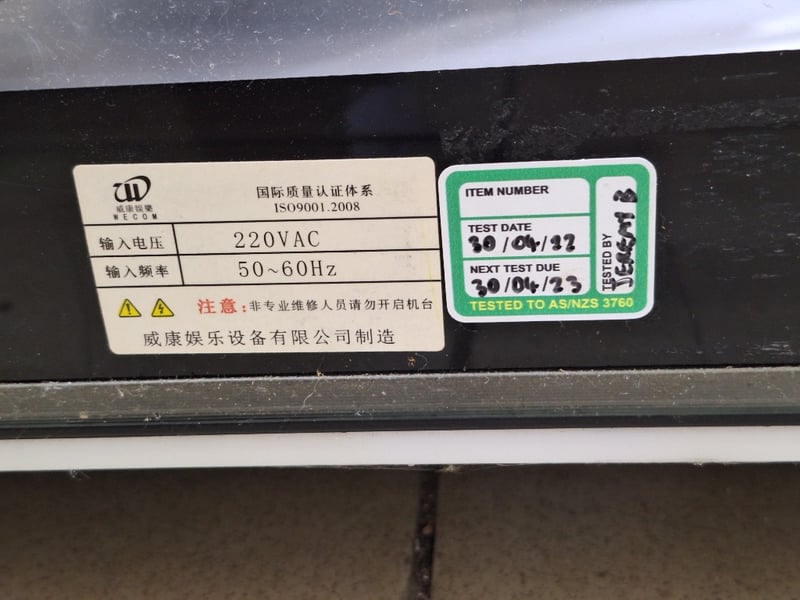 威康娱樂
WECOM
国际质量认证体系
ISO9001.2008
输入电压 220VAC
输入频率 50~60Hz
注意:非专业维修人员请勿开启机台
威康娱乐设备有限公司制造
ITEM NUMBER
TEST DATE
30/04/22
NEXT TEST DUE
30/04/23
TESTED BY
JEREMY B
TESTED TO AS/NZS 3760